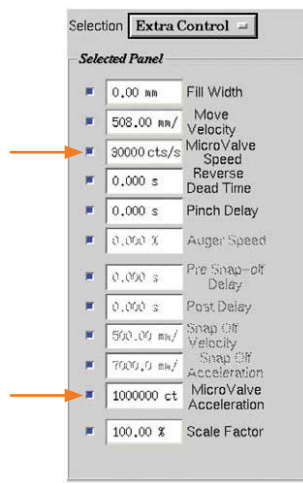 Selection Extra Control
Selected Panel
0.00 mm Fill Width
508.00 mm/ Move
Velocity
30000 cts/s MicroValve
Speed
0.000 s Reverse
Dead Time
0.000 s Pinch Delay
0.000 % Auger Speed
0.000 s Pre Snap-off
Delay
0.000 s Post Delay
500.00 mm/ Snap Off
Velocity
7000.0 mm/ Snap Off
Acceleration
1000000 ct MicroValve
Acceleration
100.00 % Scale Factor